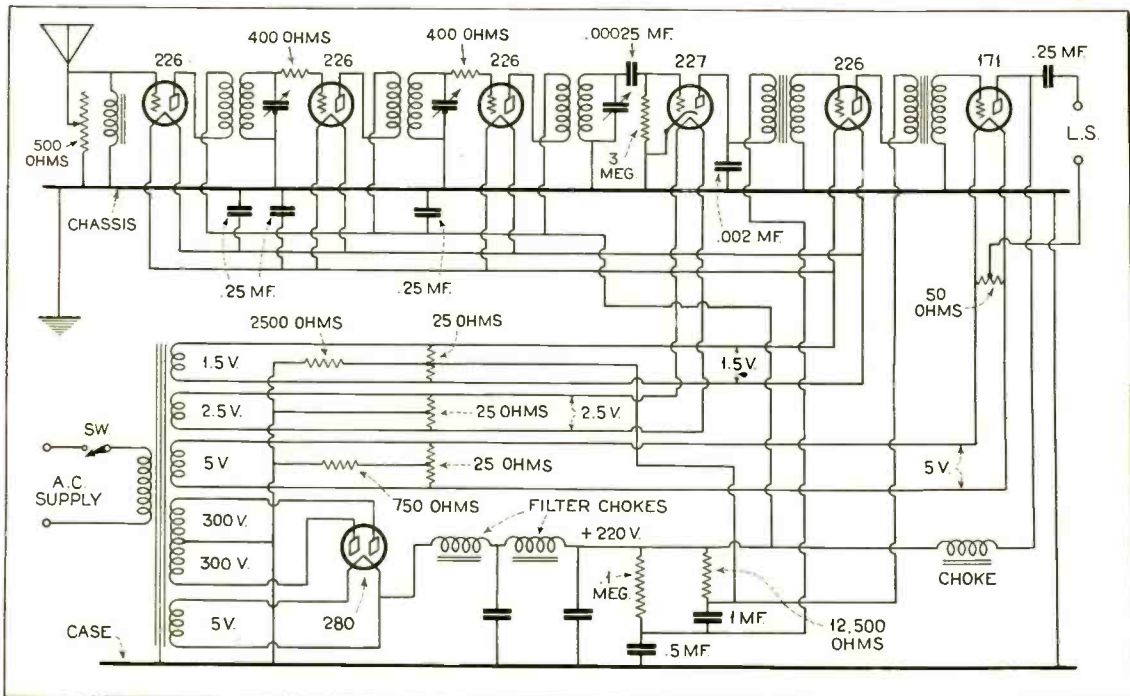 400 OHMS
400 OHMS
.00025 MF.
226
226
226
227
226
171
.25 MF.
500
OHMS
3
MEG.
L.S.
CHASSIS
.002 MF.
.25 MF.
.25 MF.
50
OHMS
2500 OHMS
25 OHMS
1.5 V.
1.5 V.
2.5 V.
25 OHMS
2.5 V.
SW.
5 V.
25 OHMS
5 V.
A.C.
SUPPLY
750 OHMS
300 V.
FILTER CHOKES
+ 220 V.
300 V.
CHOKE
.1
MEG.
5 V.
280
1 MF.
12,500
OHMS
CASE
.5 MF.